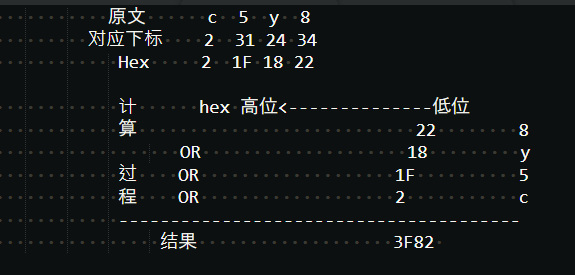 原文 c 5 y 8
对应下标 2 31 24 34
Hex 2 1F 18 22
计 hex 高位<--------------低位
算 22 8
OR 18 y
过 OR 1F 5
程 OR 2 c
---------------------------------------
结果 3F82